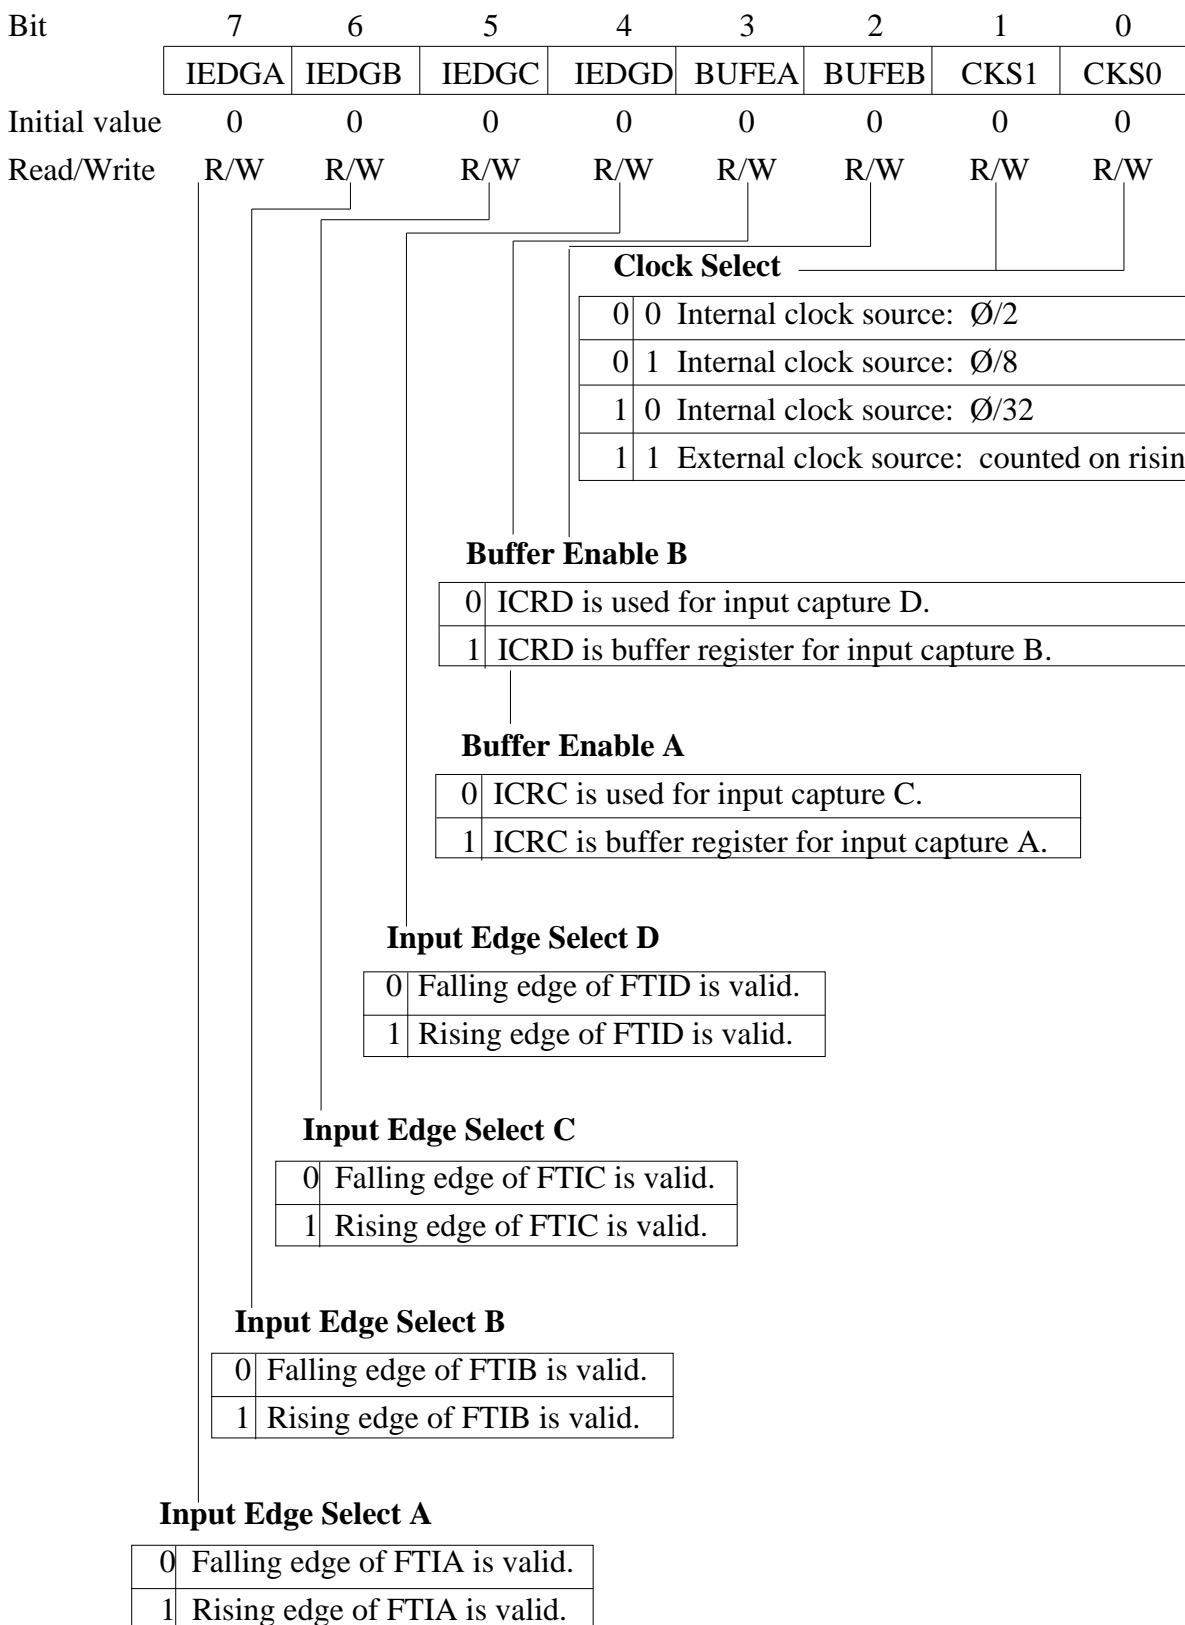 Bit 7 6 5 4 3 2 1 0
IEDGA IEDGB IEDGC IEDGD BUFEA BUFEB CKS1 CKS0
Initial value 0 0 0 0 0 0 0 0
Read/Write R/W R/W R/W R/W R/W R/W R/W R/W
Clock Select
0 0 Internal clock source: Ø/2
0 1 Internal clock source: Ø/8
1 0 Internal clock source: Ø/32
1 1 External clock source: counted on risin
Buffer Enable B
0 ICRD is used for input capture D.
1 ICRD is buffer register for input capture B.
Buffer Enable A
0 ICRC is used for input capture C.
1 ICRC is buffer register for input capture A.
Input Edge Select D
0 Falling edge of FTID is valid.
1 Rising edge of FTID is valid.
Input Edge Select C
0 Falling edge of FTIC is valid.
1 Rising edge of FTIC is valid.
Input Edge Select B
0 Falling edge of FTIB is valid.
1 Rising edge of FTIB is valid.
Input Edge Select A
0 Falling edge of FTIA is valid.
1 Rising edge of FTIA is valid.